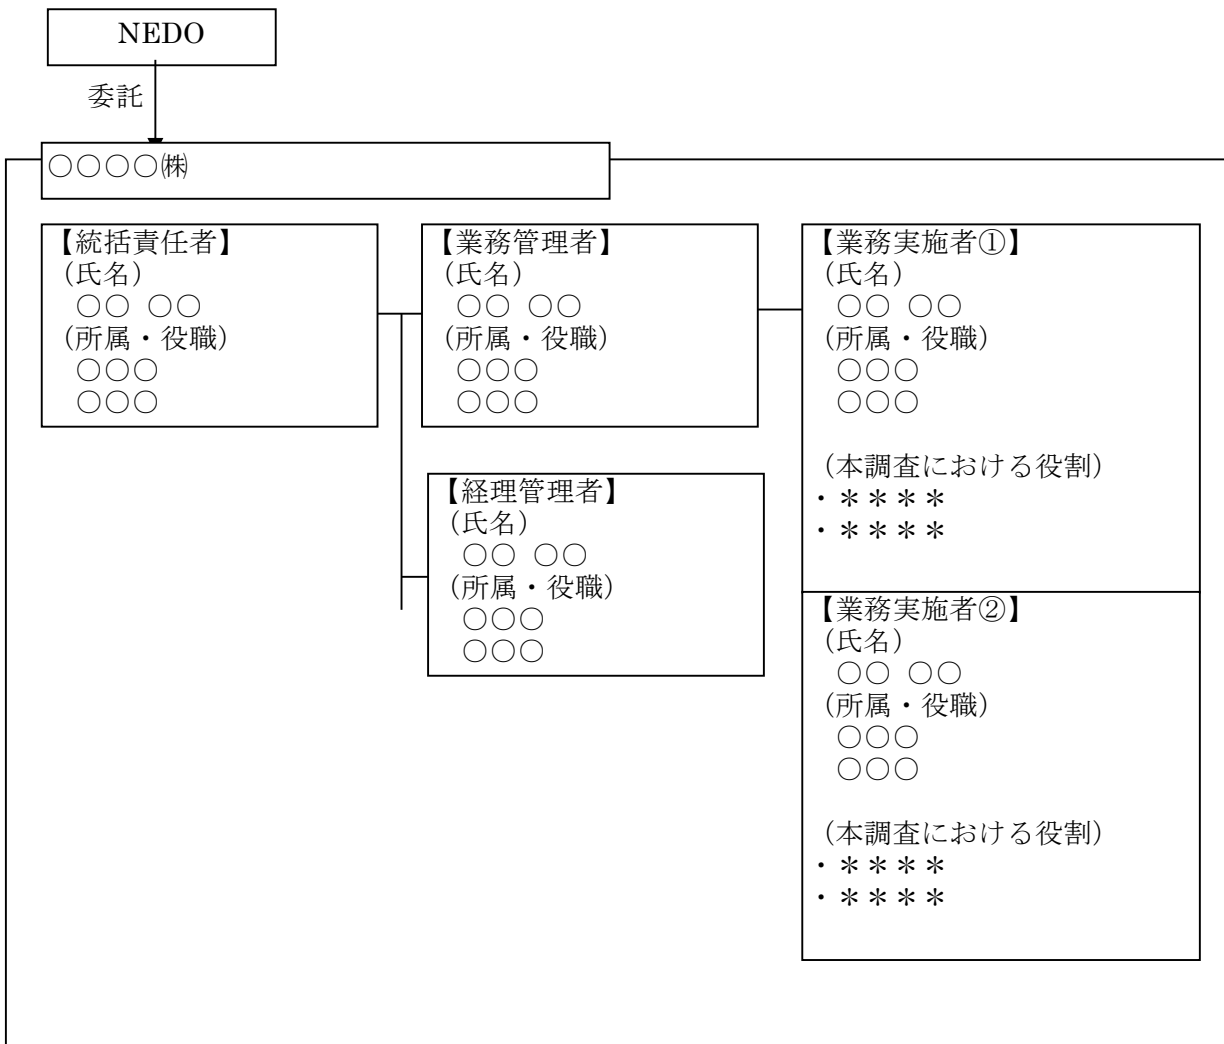 NEDO
委託
○○○○㈱
【統括責任者】
(氏名)
○○ ○○
(所属・役職)
○○○
○○○
【業務管理者】
(氏名)
○○ ○○
(所属・役職)
○○○
○○○
【経理管理者】
(氏名)
○○ ○○
(所属・役職)
○○○
○○○
【業務実施者①】
(氏名)
○○ ○○
(所属・役職)
○○○
○○○
(本調査における役割)
・＊＊＊＊
・＊＊＊＊
【業務実施者②】
(氏名)
○○ ○○
(所属・役職)
○○○
○○○
(本調査における役割)
・＊＊＊＊
・＊＊＊＊